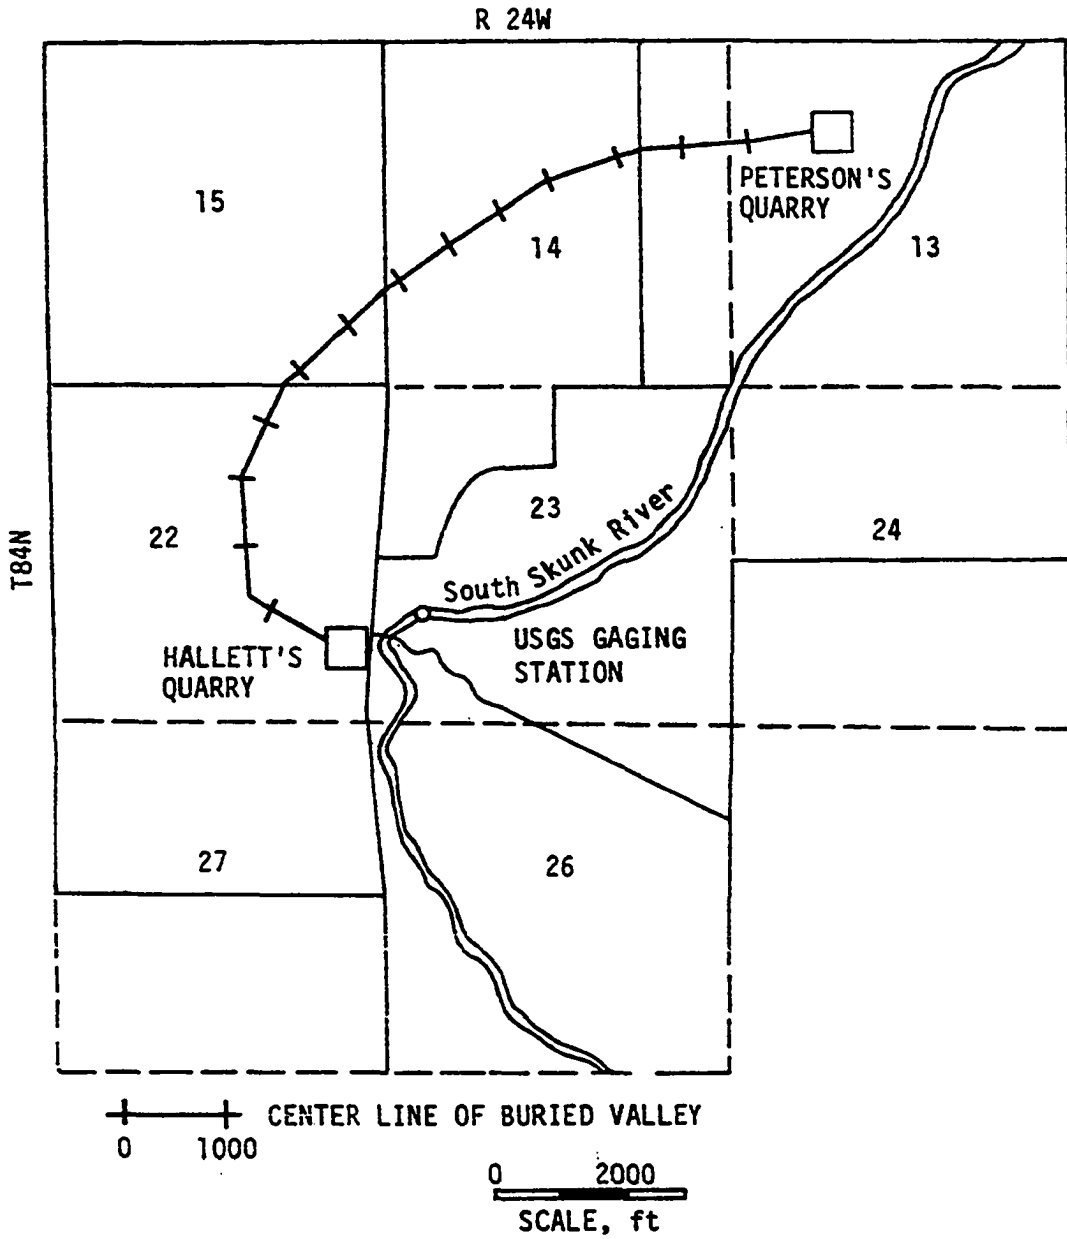 R 24W
15
14
PETERSON'S
QUARRY
13
T84N
22
23
24
South Skunk River
USGS GAGING
STATION
HALLETT'S
QUARRY
27
26
CENTER LINE OF BURIED VALLEY
0 1000
0 2000
SCALE, ft